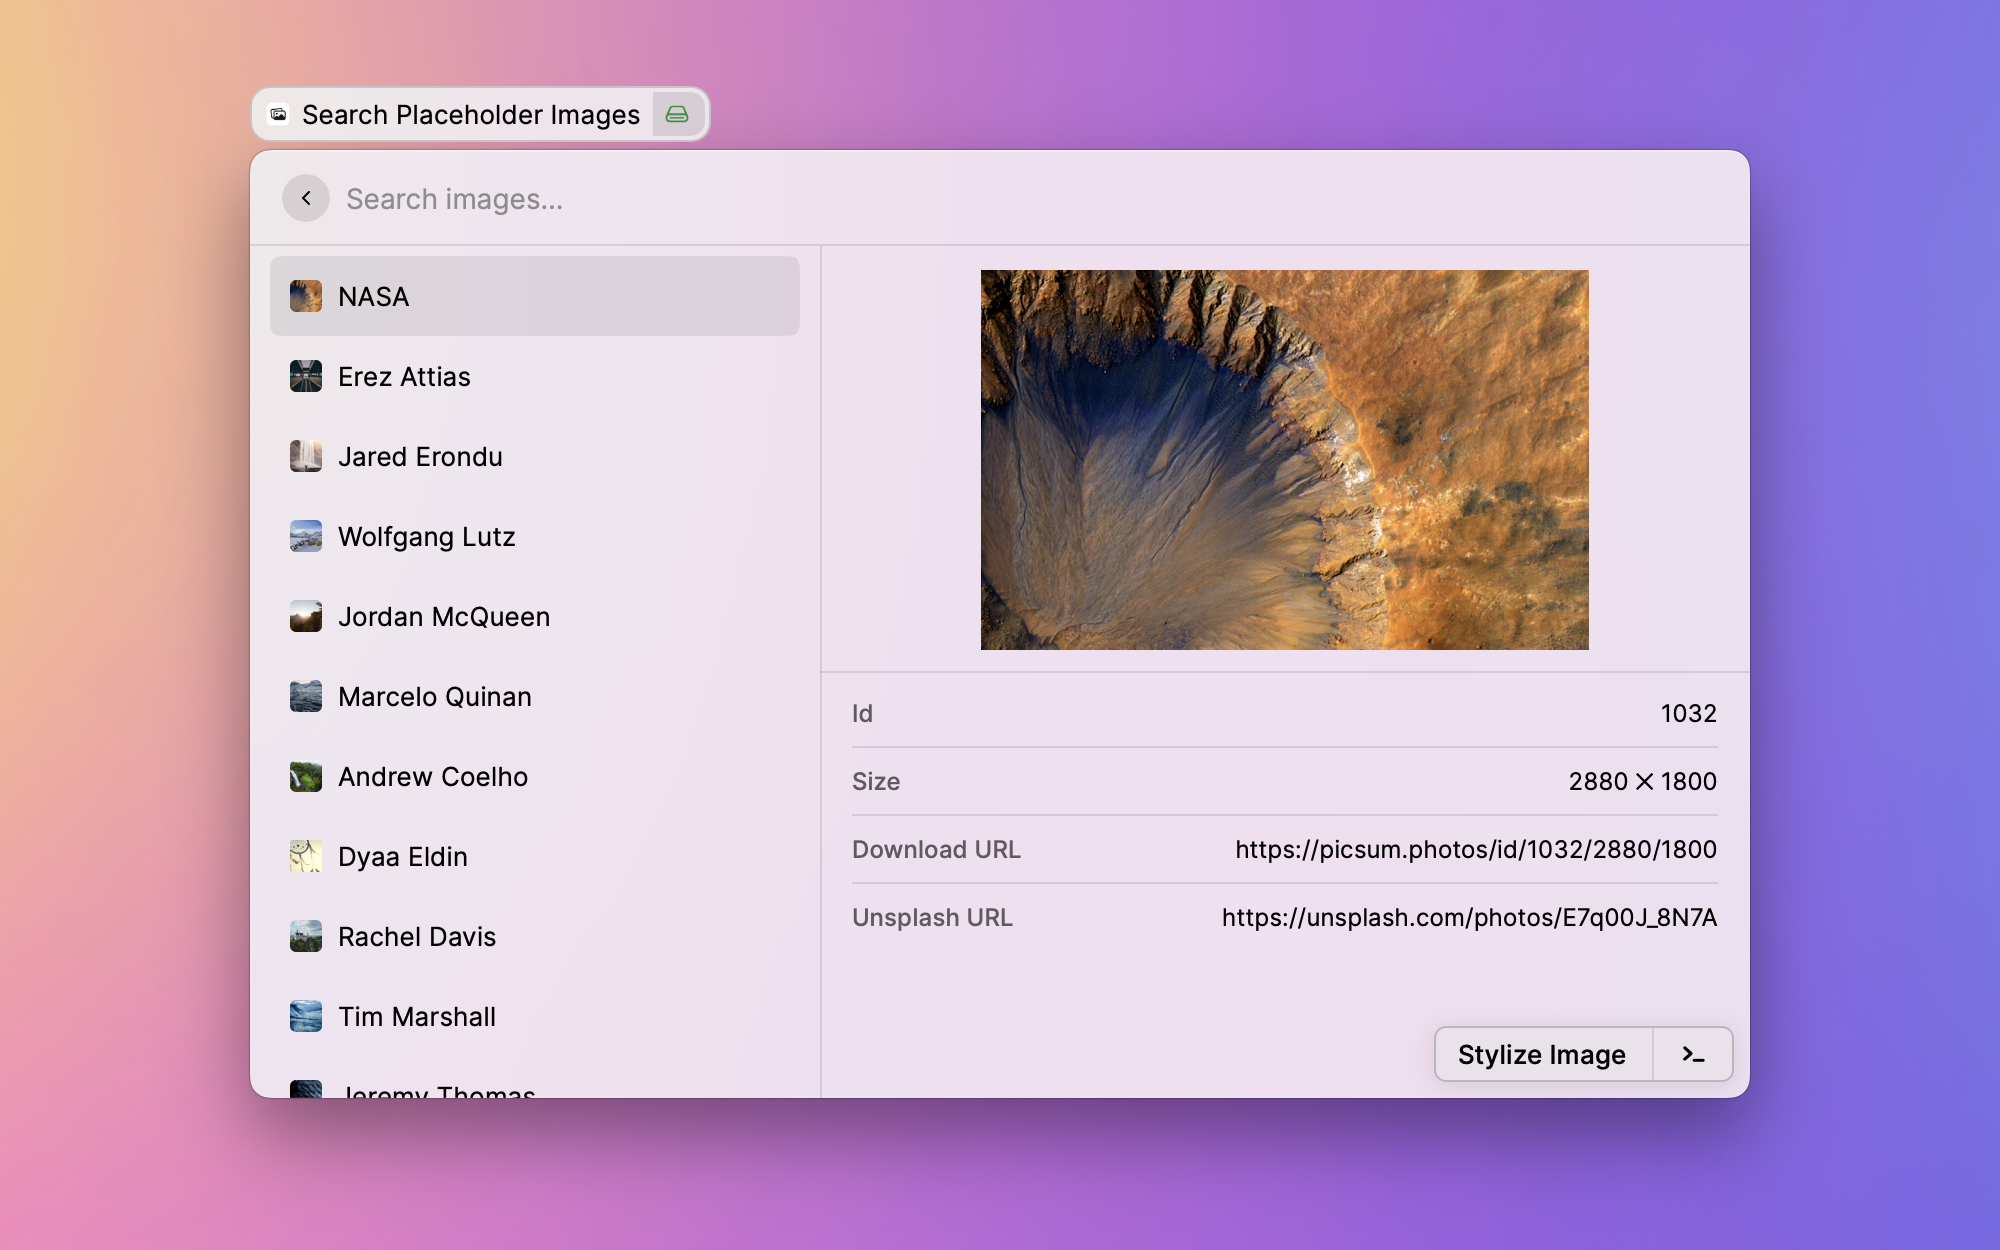 Search Placeholder Images
Search images...
NASA
Erez Attias
Jared Erondu
Wolfgang Lutz
Jordan McQueen
Marcelo Quinan
Andrew Coelho
Dyaa Eldin
Rachel Davis
Tim Marshall
Jeremy Thomas
Id 1032
Size 2880 × 1800
Download URL https://picsum.photos/id/1032/2880/1800
Unsplash URL https://unsplash.com/photos/E7q00J_8N7A
Stylize Image >_